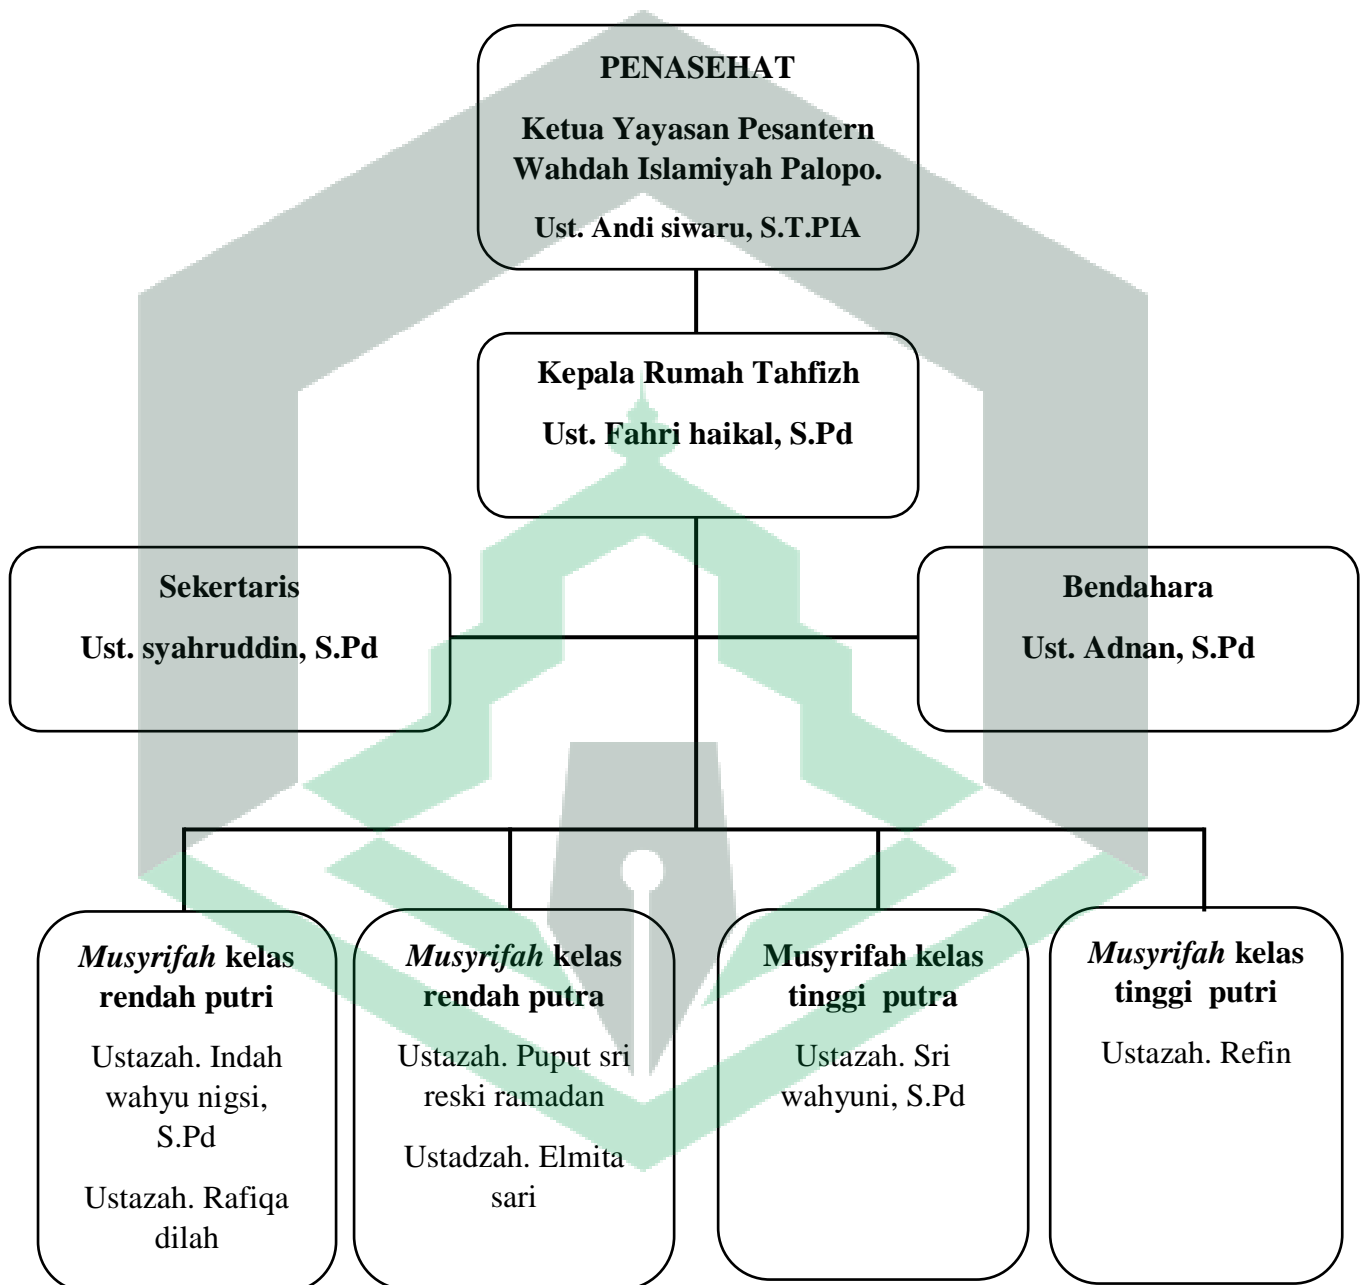 PENASEHAT
Ketua Yayasan Pesantern
Wahdah Islamiyah Palopo.
Ust. Andi siwaru, S.T.PIA
Kepala Rumah Tahfizh
Ust. Fahri haikal, S.Pd
Sekertaris
Ust. syahruddin, S.Pd
Bendahara
Ust. Adnan, S.Pd
Musyrifah kelas
rendah putri
Ustazah. Indah
wahyu nigsi,
S.Pd
Ustazah. Rafiqa
dilah
Musyrifah kelas
rendah putra
Ustazah. Puput sri
reski ramadan
Ustadzah. Elmita
sari
Musyrifah kelas
tinggi  putra
Ustazah. Sri
wahyuni, S.Pd
Musyrifah kelas
tinggi  putri
Ustazah. Refin